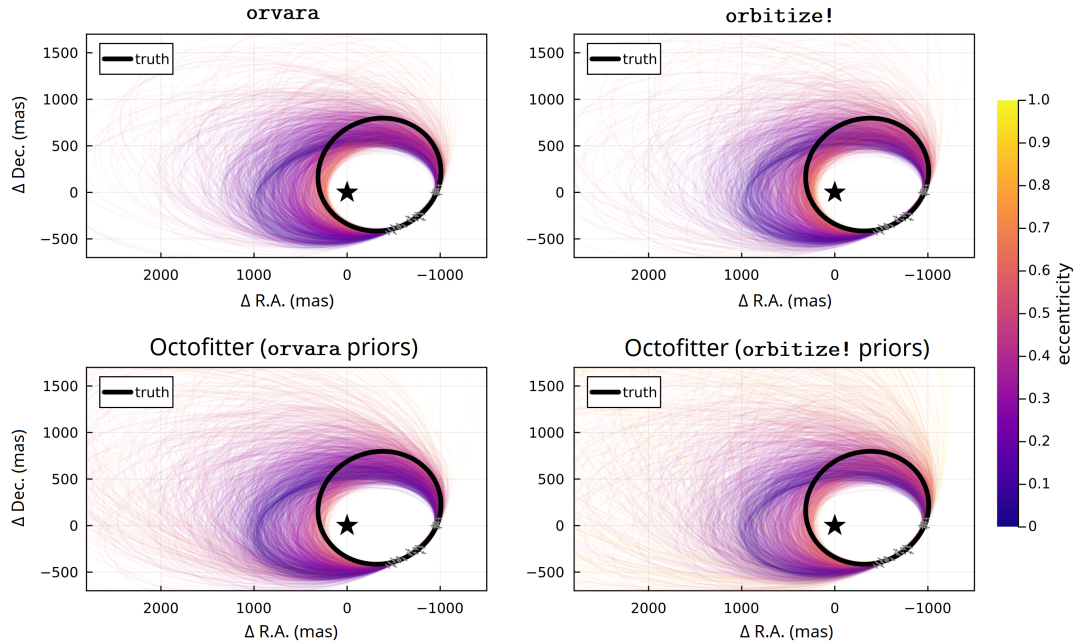 orvara
orbitize!
1500
1000
500
0
−500
Δ Dec. (mas)
truth
2000 1000 0 −1000
Δ R.A. (mas)
1500
1000
500
0
−500
truth
2000 1000 0 −1000
Δ R.A. (mas)
Octofitter (orvara priors)
Octofitter (orbitize! priors)
1500
1000
500
0
−500
Δ Dec. (mas)
truth
2000 1000 0 −1000
Δ R.A. (mas)
1500
1000
500
0
−500
truth
2000 1000 0 −1000
Δ R.A. (mas)
1.0
0.9
0.8
0.7
0.6
0.5
0.4
0.3
0.2
0.1
0
eccentricity